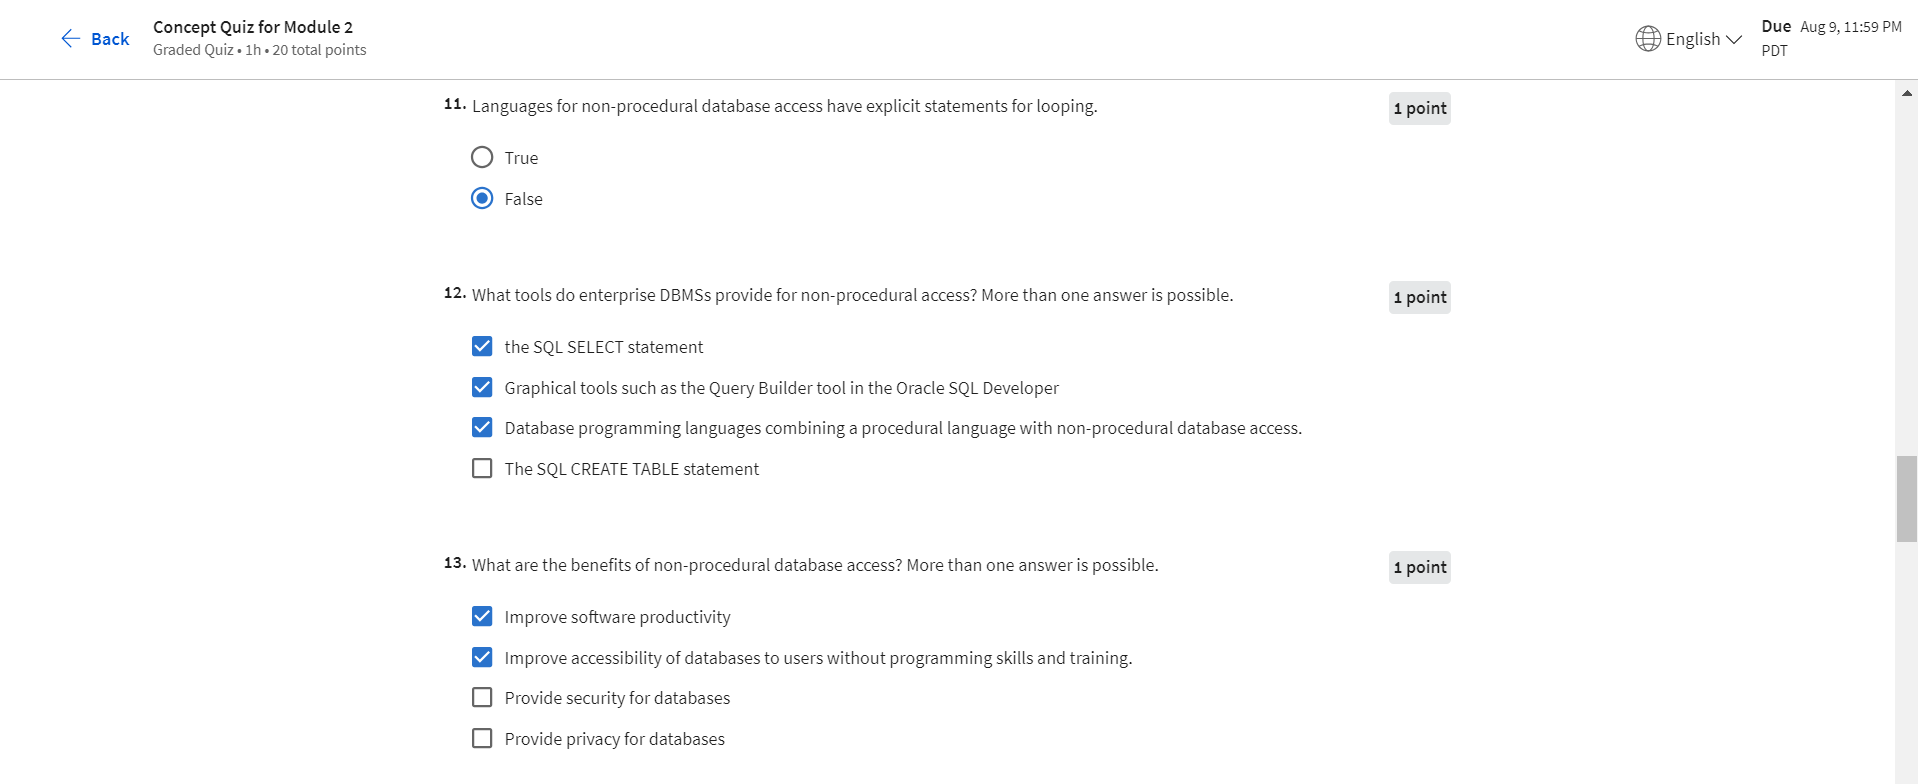 Back
Concept Quiz for Module 2
Graded Quiz • 1h • 20 total points
English
Due Aug 9, 11:59 PM
PDT
11. Languages for non-procedural database access have explicit statements for looping.
1 point
True
False
12. What tools do enterprise DBMSs provide for non-procedural access? More than one answer is possible.
1 point
the SQL SELECT statement
Graphical tools such as the Query Builder tool in the Oracle SQL Developer
Database programming languages combining a procedural language with non-procedural database access.
The SQL CREATE TABLE statement
13. What are the benefits of non-procedural database access? More than one answer is possible.
1 point
Improve software productivity
Improve accessibility of databases to users without programming skills and training.
Provide security for databases
Provide privacy for databases